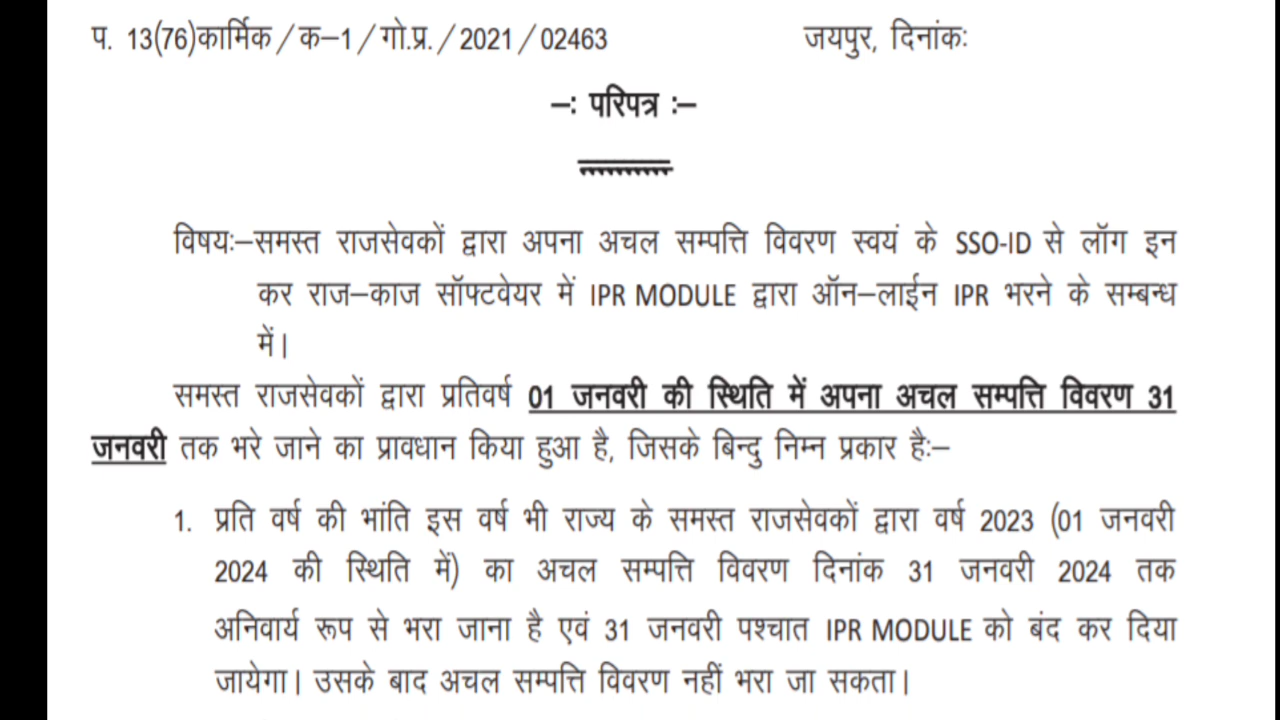 प. 13(76)कार्मिक/क–1/गो.प्र./2021/02463 जयपुर, दिनांकः
–: परिपत्र :–
विषयः–समस्त राजसेवकों द्वारा अपना अचल सम्पत्ति विवरण स्वयं के SSO-ID से लॉग इन
कर राज–काज सॉफ्टवेयर में IPR MODULE द्वारा ऑन–लाईन IPR भरने के सम्बन्ध
में।
समस्त राजसेवकों द्वारा प्रतिवर्ष 01 जनवरी की स्थिति में अपना अचल सम्पत्ति विवरण 31
जनवरी तक भरे जाने का प्रावधान किया हुआ है, जिसके बिन्दु निम्न प्रकार हैः–
1. प्रति वर्ष की भांति इस वर्ष भी राज्य के समस्त राजसेवकों द्वारा वर्ष 2023 (01 जनवरी
2024 की स्थिति में) का अचल सम्पत्ति विवरण दिनांक 31 जनवरी 2024 तक
अनिवार्य रूप से भरा जाना है एवं 31 जनवरी पश्चात IPR MODULE को बंद कर दिया
जायेगा। उसके बाद अचल सम्पत्ति विवरण नहीं भरा जा सकता।